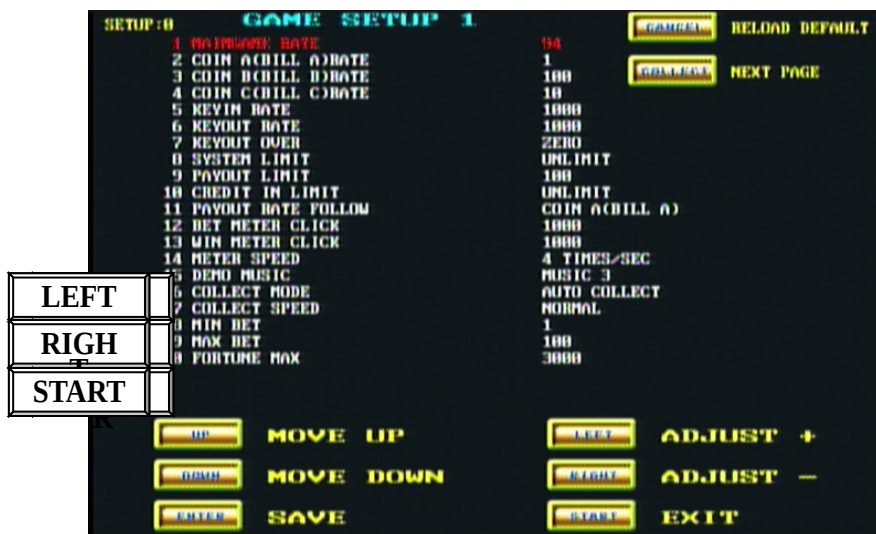 SETUP:0 GAME SETUP 1
CANCEL RELOAD DEFAULT
COLLECT NEXT PAGE
1 MAINGAME RATE 94
2 COIN A(BILL A)RATE 1
3 COIN B(BILL B)RATE 100
4 COIN C(BILL C)RATE 10
5 KEYIN RATE 1000
6 KEYOUT RATE 1000
7 KEYOUT OVER ZERO
8 SYSTEM LIMIT UNLIMIT
9 PAYOUT LIMIT 100
10 CREDIT IN LIMIT UNLIMIT
11 PAYOUT RATE FOLLOW COIN A(BILL A)
12 BET METER CLICK 1000
13 WIN METER CLICK 1000
14 METER SPEED 4 TIMES/SEC
5 DEMO MUSIC MUSIC 3
6 COLLECT MODE AUTO COLLECT
7 COLLECT SPEED NORMAL
8 MIN BET 1
9 MAX BET 100
0 FORTUNE MAX 3000
LEFT
RIGH
T
START
R
UP MOVE UP LEFT ADJUST +
DOWN MOVE DOWN RIGHT ADJUST -
ENTER SAVE START EXIT